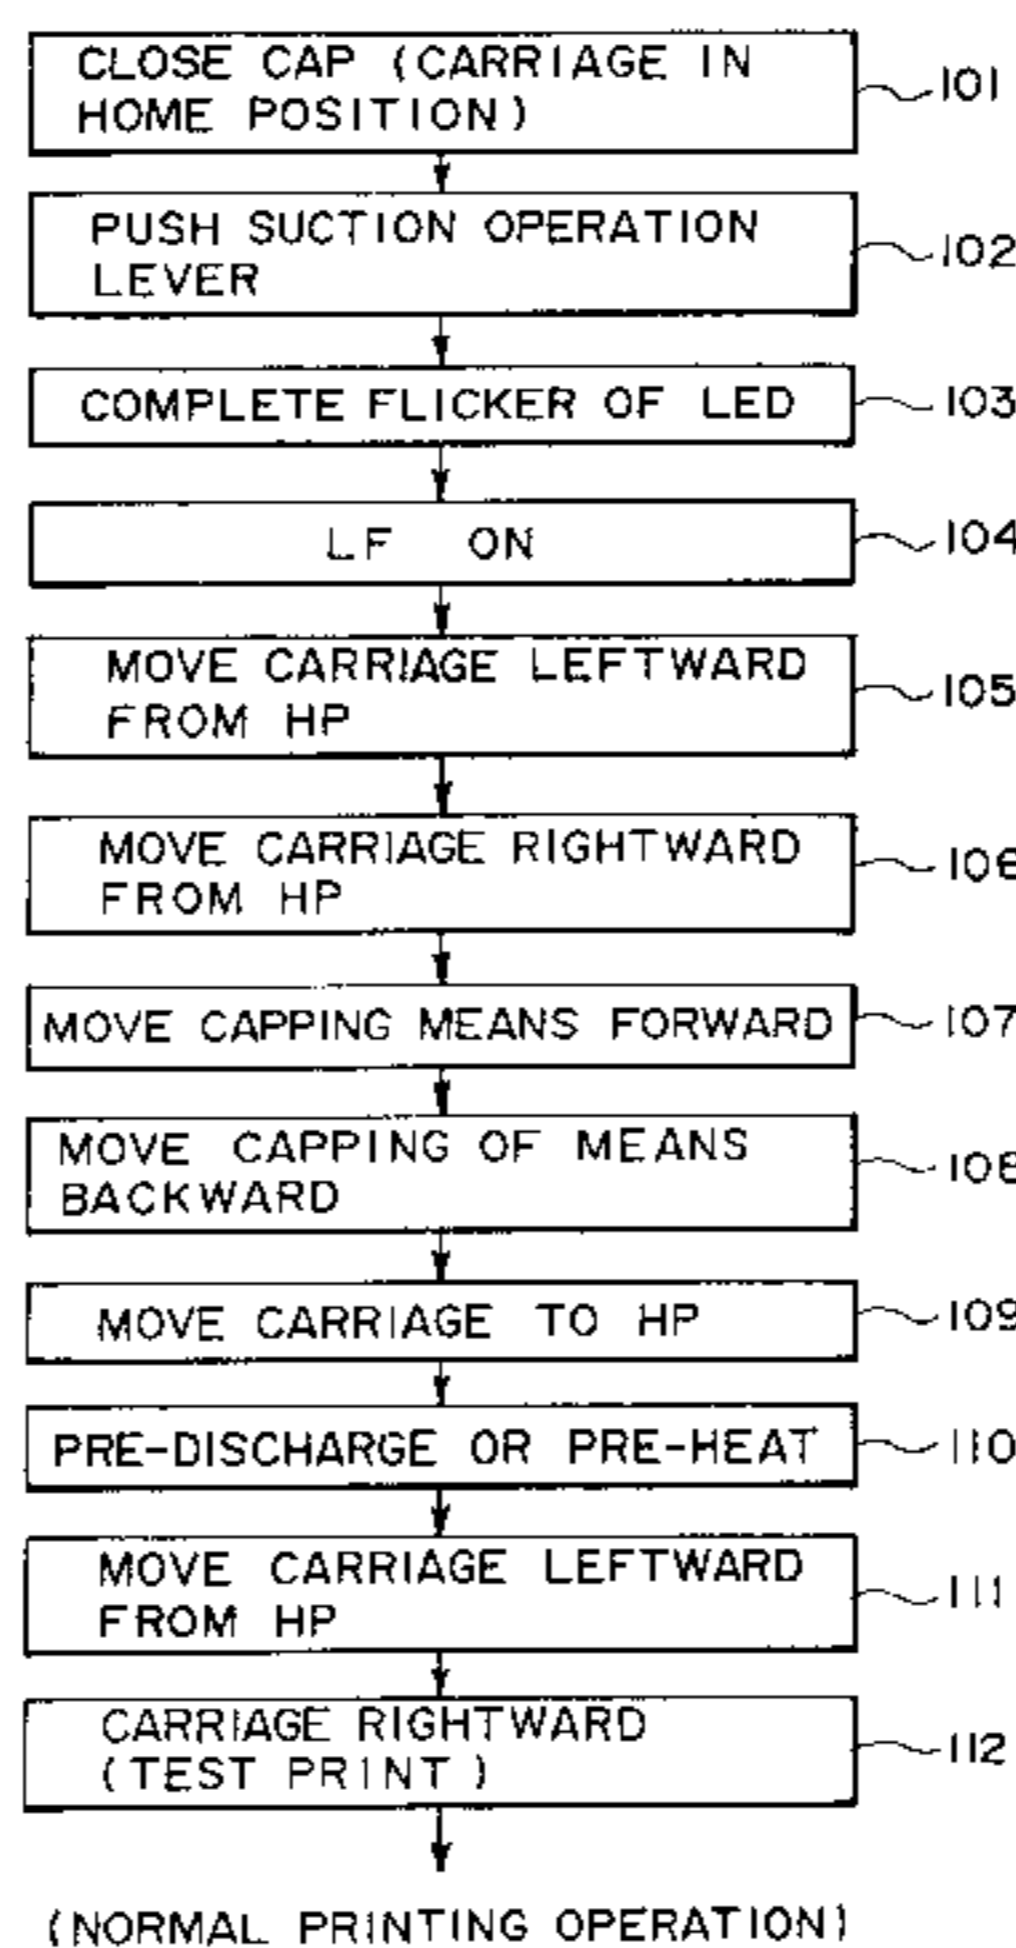 CLOSE CAP (CARRIAGE IN
HOME POSITION)
101
PUSH SUCTION OPERATION
LEVER
102
COMPLETE FLICKER OF LED
103
LF ON
104
MOVE CARRIAGE LEFTWARD
FROM HP
105
MOVE CARRIAGE RIGHTWARD
FROM HP
106
MOVE CAPPING MEANS FORWARD
107
MOVE CAPPING OF MEANS
BACKWARD
108
MOVE CARRIAGE TO HP
109
PRE-DISCHARGE OR PRE-HEAT
110
MOVE CARRIAGE LEFTWARD
FROM HP
111
CARRIAGE RIGHTWARD
(TEST PRINT)
112
(NORMAL PRINTING OPERATION)